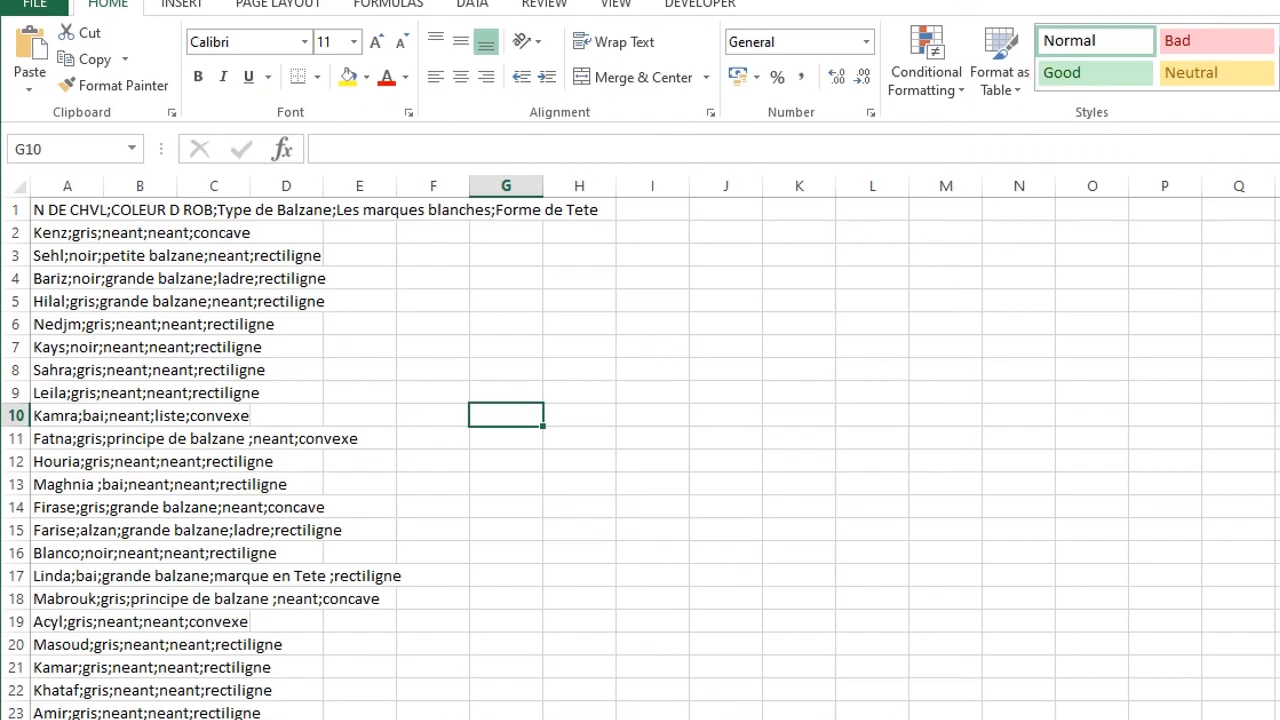 FILE HOME INSERT PAGE LAYOUT FORMULAS DATA REVIEW VIEW DEVELOPER
Cut
Copy
Paste
Format Painter
Clipboard
Calibri 11 A A
B I U A
Font
Wrap Text
Merge & Center
Alignment
General
% ,
Number
Conditional Formatting
Format as Table
Normal Bad
Good Neutral
Styles
G10 fx
A B C D E F G H I J K L M N O P Q
1 N DE CHVL;COLEUR D ROB;Type de Balzane;Les marques blanches;Forme de Tete
2 Kenz;gris;neant;neant;concave
3 Sehl;noir;petite balzane;neant;rectiligne
4 Bariz;noir;grande balzane;ladre;rectiligne
5 Hilal;gris;grande balzane;neant;rectiligne
6 Nedjm;gris;neant;neant;rectiligne
7 Kays;noir;neant;neant;rectiligne
8 Sahra;gris;neant;neant;rectiligne
9 Leila;gris;neant;neant;rectiligne
10 Kamra;bai;neant;liste;convexe
11 Fatna;gris;principe de balzane ;neant;convexe
12 Houria;gris;neant;neant;rectiligne
13 Maghnia ;bai;neant;neant;rectiligne
14 Firase;gris;grande balzane;neant;concave
15 Farise;alzan;grande balzane;ladre;rectiligne
16 Blanco;noir;neant;neant;rectiligne
17 Linda;bai;grande balzane;marque en Tete ;rectiligne
18 Mabrouk;gris;principe de balzane ;neant;concave
19 Acyl;gris;neant;neant;convexe
20 Masoud;gris;neant;neant;rectiligne
21 Kamar;gris;neant;neant;rectiligne
22 Khataf;gris;neant;neant;rectiligne
23 Amir;gris;neant;neant;rectiligne